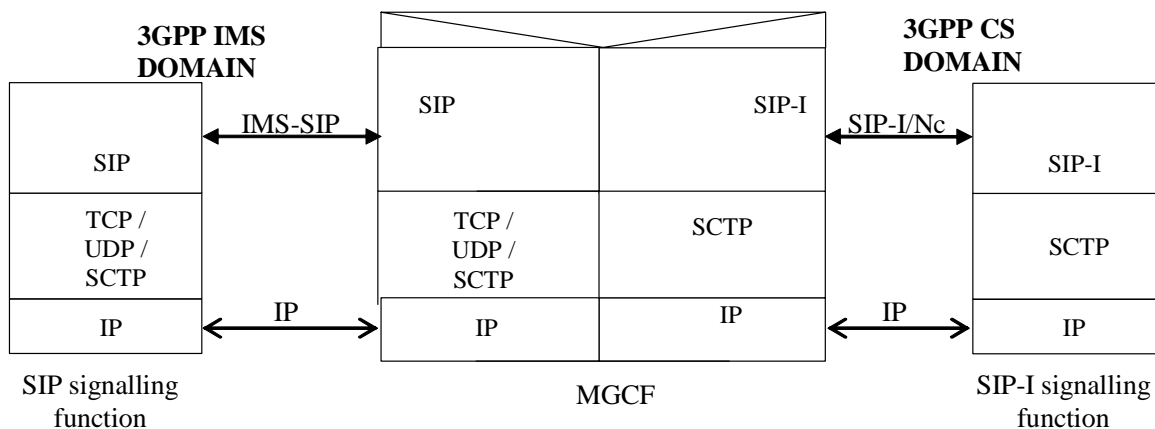 3GPP IMS
DOMAIN
3GPP CS
DOMAIN
SIP
IMS-SIP
SIP
SIP-I
SIP-I/Nc
SIP-I
TCP /
UDP /
SCTP
TCP /
UDP /
SCTP
SCTP
SCTP
IP
IP
IP
IP
IP
IP
SIP signalling
function
MGCF
SIP-I signalling
function